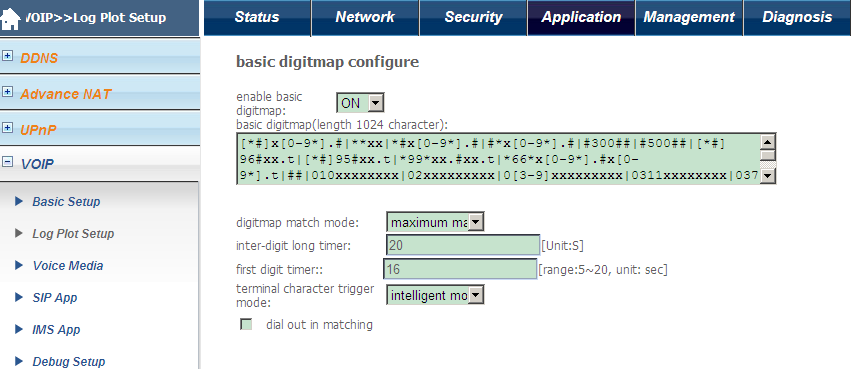 VOIP>>Log Plot Setup
Status
Network
Security
Application
Management
Diagnosis
DDNS
Advance NAT
UPnP
VOIP
Basic Setup
Log Plot Setup
Voice Media
SIP App
IMS App
Debug Setup
basic digitmap configure
enable basic
digitmap:
ON
basic digitmap(length 1024 character):
[*#]x[0-9*].#|**xx|*#x[0-9*].#|#*x[0-9*].#|#300##|#500##|[*#]
96#xx.t|[*#]95#xx.t|*99*xx.#xx.t|*66*x[0-9*].#x[0-
9*].t|##|010xxxxxxxx|02xxxxxxxxx|0[3-9]xxxxxxxxx|0311xxxxxxxx|037
digitmap match mode:
maximum ma
inter-digit long timer:
20
[Unit:S]
first digit timer::
16
[range:5~20, unit: sec]
terminal character trigger
mode:
intelligent mo
dial out in matching